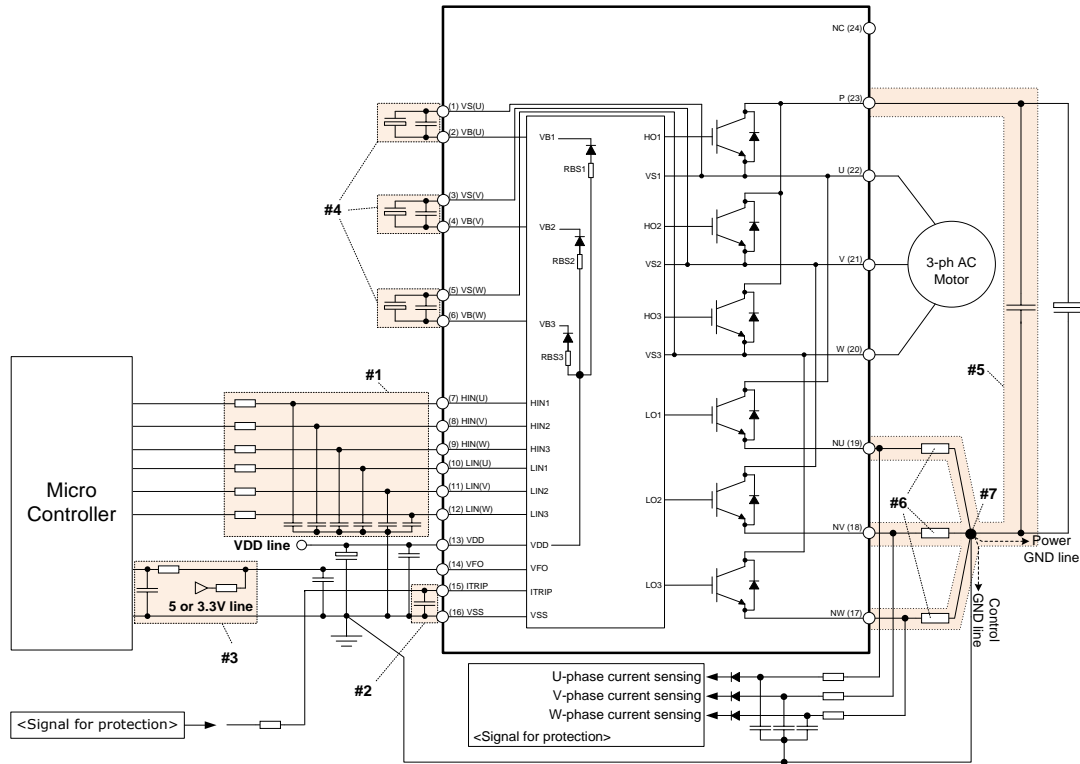 NC (24)
(1) VS(U)
P (23)
(2) VB(U)
VB1
HO1
RBS1
VS1
U (22)
(3) VS(V)
#4
(4) VB(V)
VB2
HO2
RBS2
VS2
V (21)
3-ph AC
Motor
(5) VS(W)
(6) VB(W)
VB3
HO3
RBS3
VS3
W (20)
#1
#5
(7) HIN(U)
HIN1
LO1
(8) HIN(V)
HIN2
(9) HIN(W)
HIN3
NU (19)
(10) LIN(U)
LIN1
Micro
Controller
(11) LIN(V)
LIN2
LO2
#6
#7
(12) LIN(W)
LIN3
NV (18)
VDD line
(13) VDD
VDD
Power
GND line
(14) VFO
VFO
(15) ITRIP
ITRIP
LO3
5 or 3.3V line
(16) VSS
VSS
NW (17)
Control
GND line
#3
#2
U-phase current sensing
V-phase current sensing
W-phase current sensing
<Signal for protection>
<Signal for protection>